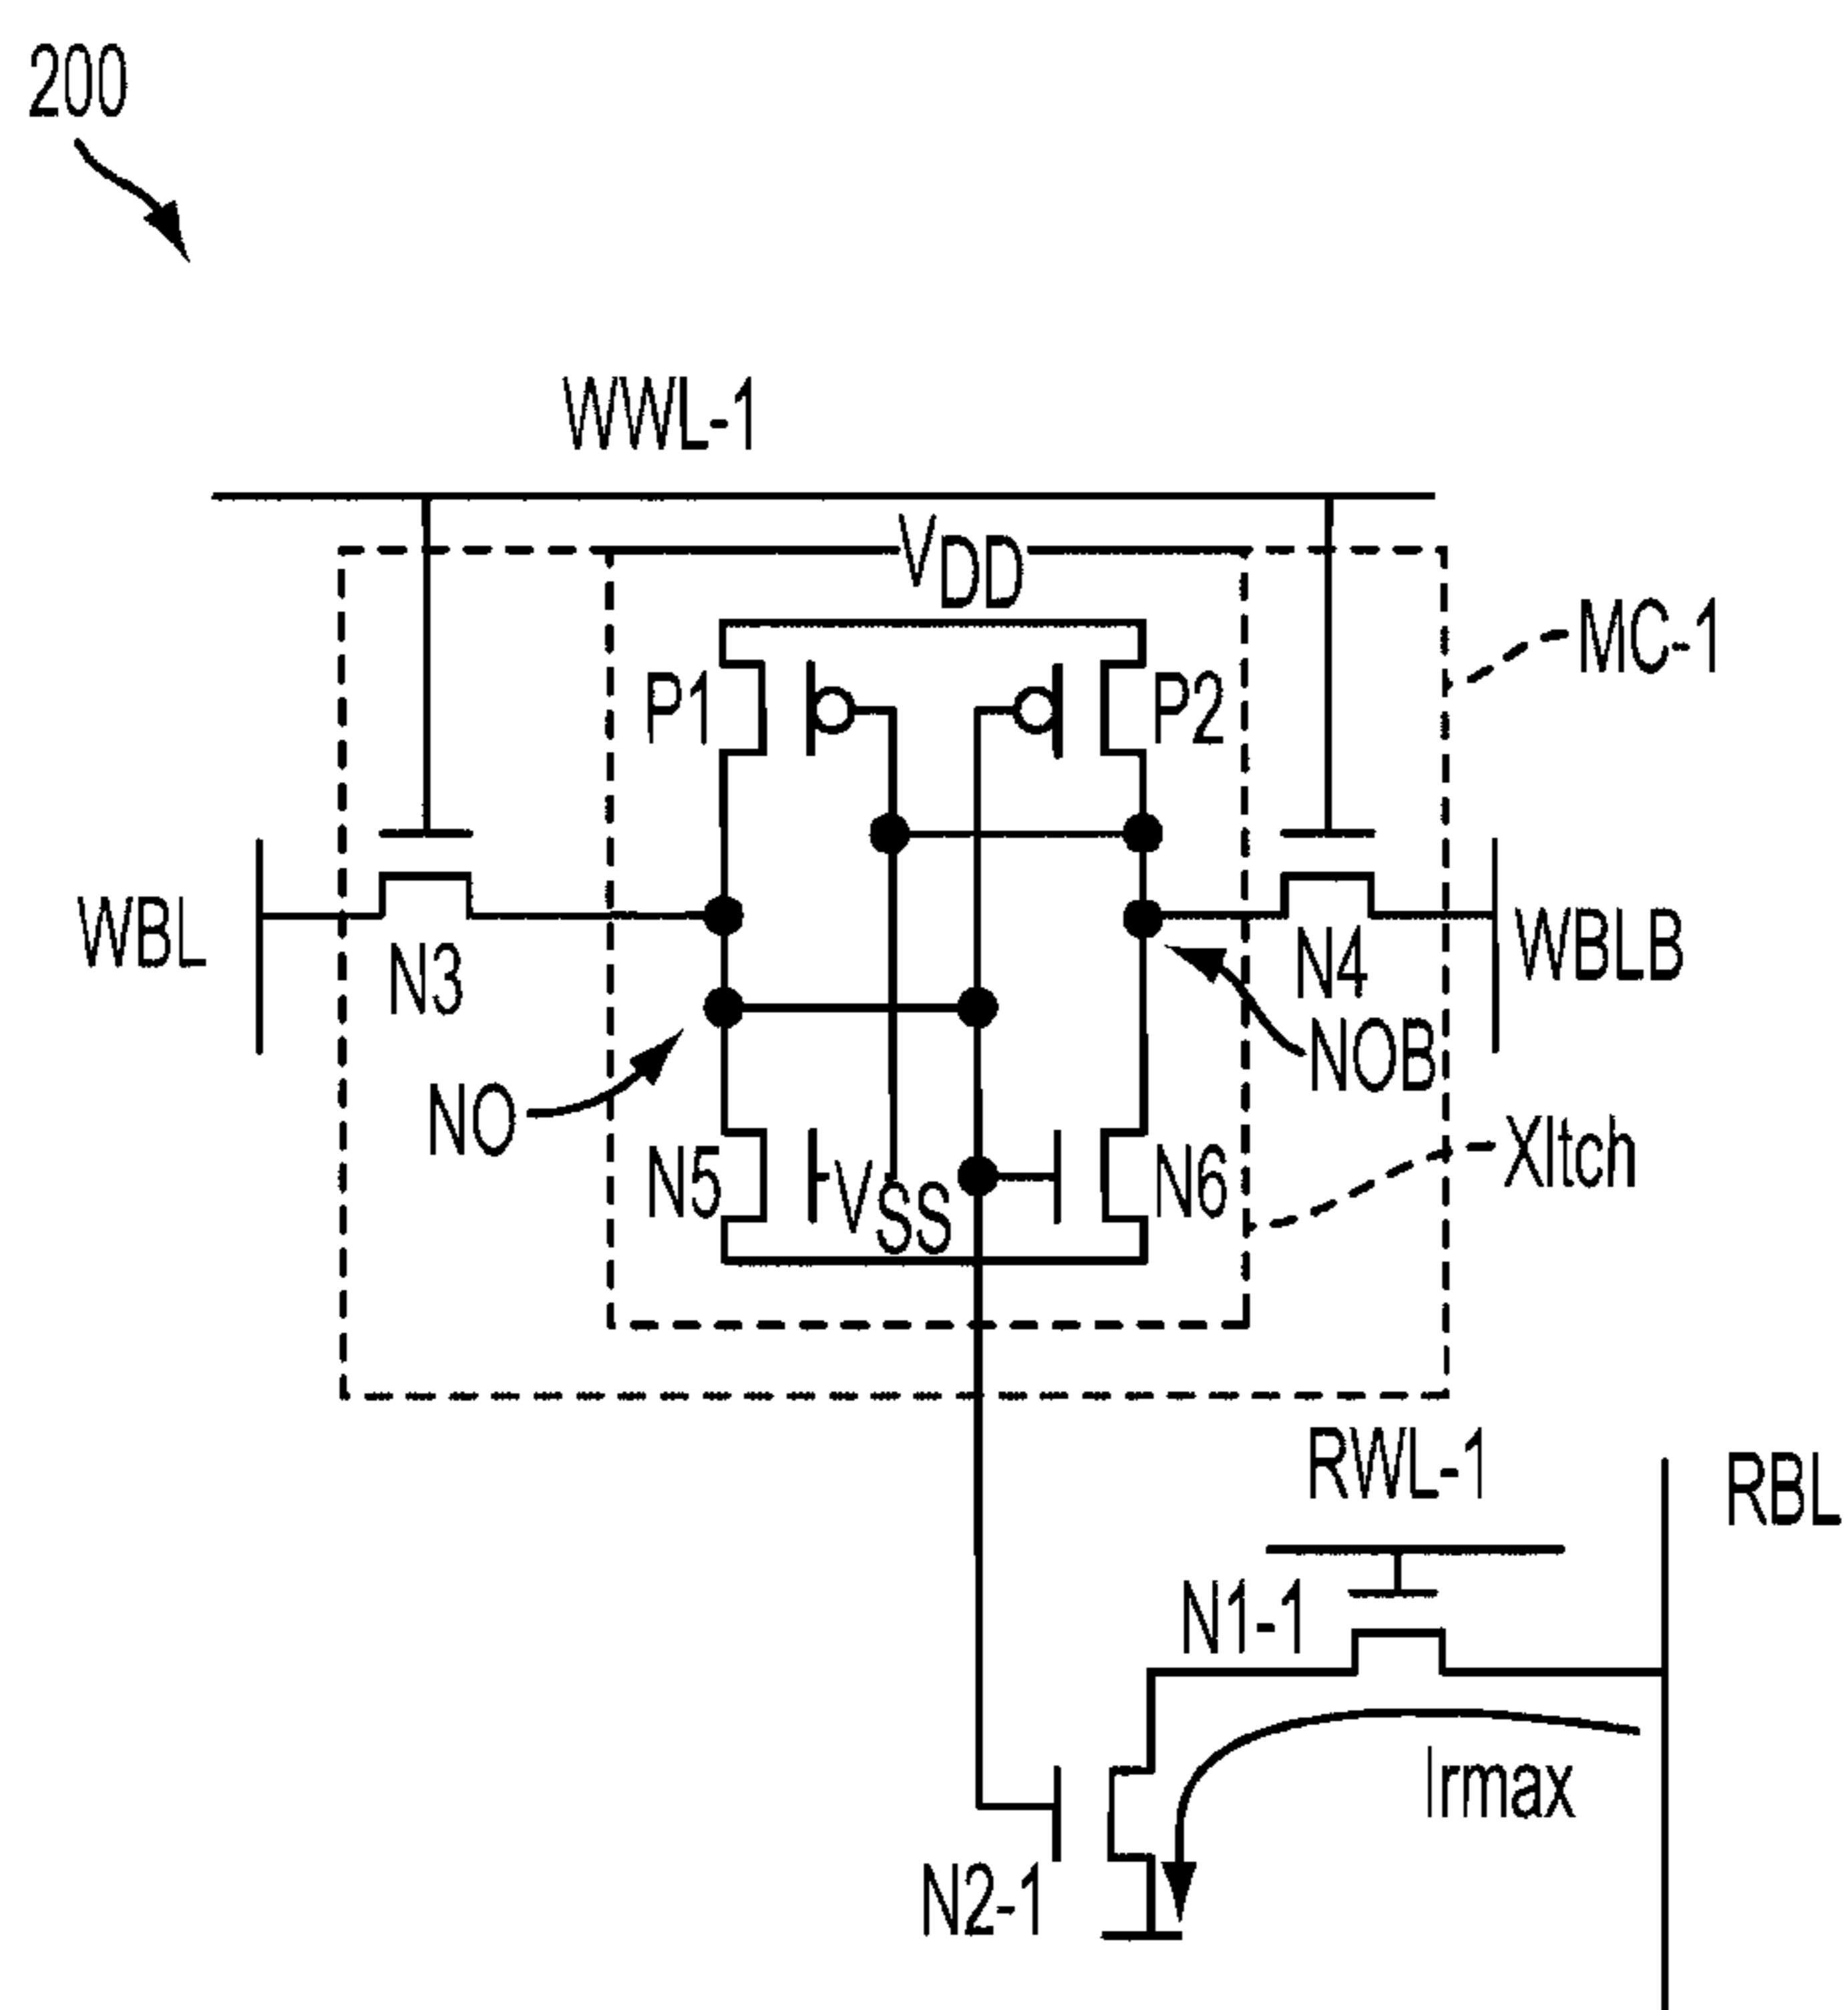 200
WWL-1
VDD
MC-1
P1
P2
WBL
N3
N4
WBLB
NO
NOB
N5
VSS
N6
Xltch
RWL-1
RBL
N1-1
Irmax
N2-1